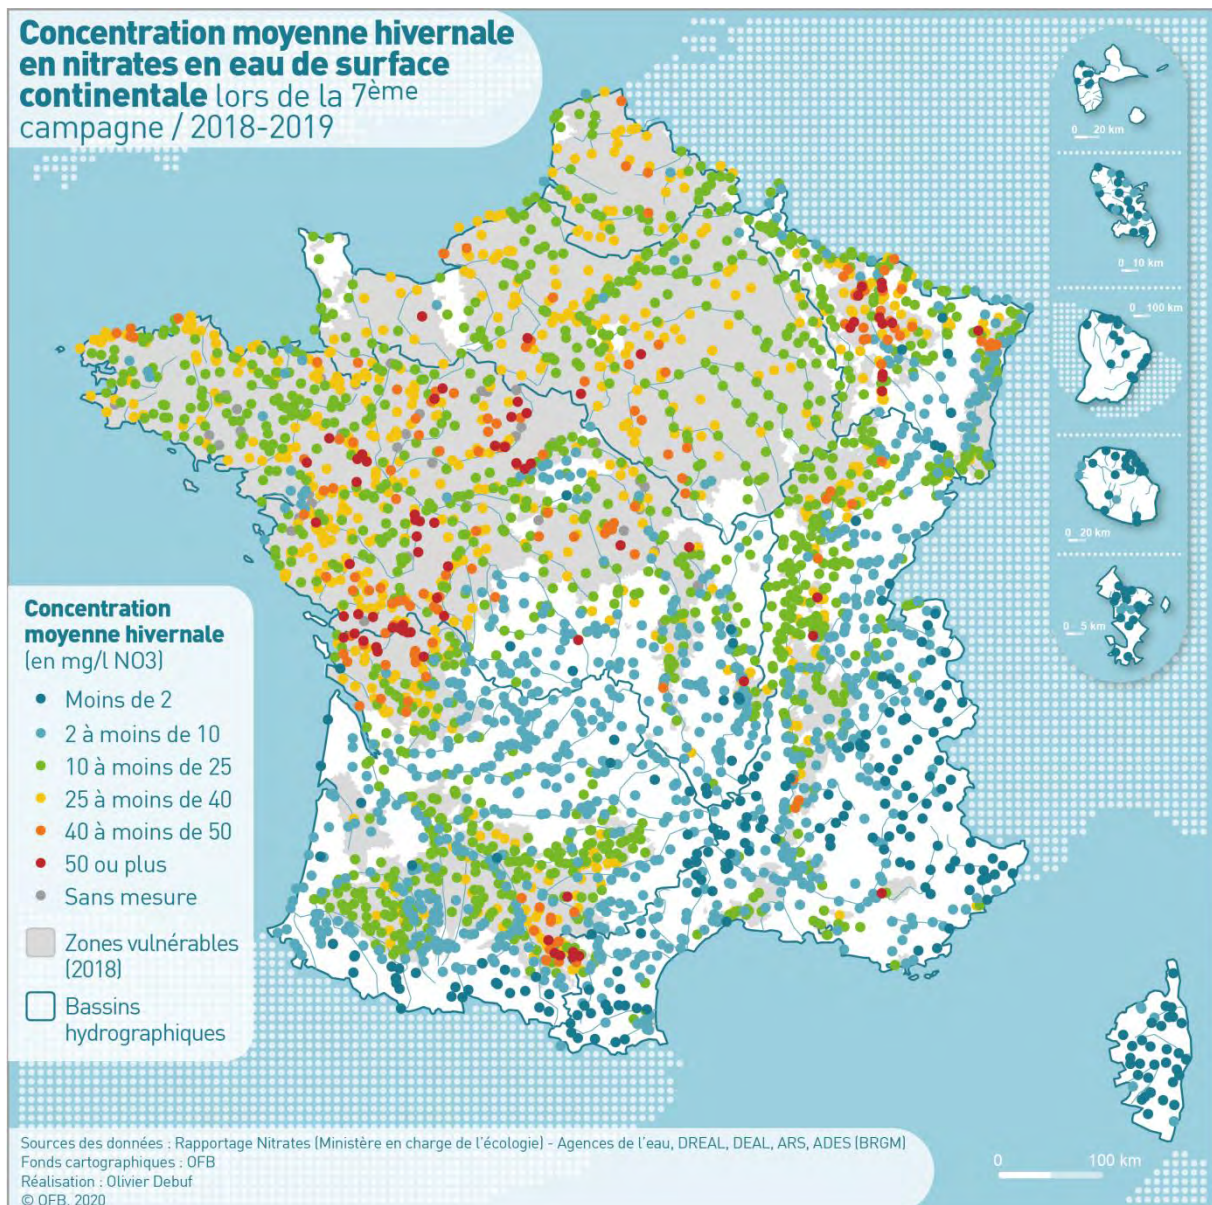 Concentration moyenne hivernale
en nitrates en eau de surface
continentale lors de la 7ème
campagne / 2018-2019
0 20 km
0 10 km
0 100 km
0 20 km
0 5 km
Concentration
moyenne hivernale
(en mg/l NO3)
Moins de 2
2 à moins de 10
10 à moins de 25
25 à moins de 40
40 à moins de 50
50 ou plus
Sans mesure
Zones vulnérables
(2018)
Bassins
hydrographiques
Sources des données : Rapportage Nitrates (Ministère en charge de l'écologie) - Agences de l'eau, DREAL, DEAL, ARS, ADES (BRGM)
Fonds cartographiques : OFB
Réalisation : Olivier Debuf
© OFB, 2020
0 100 km